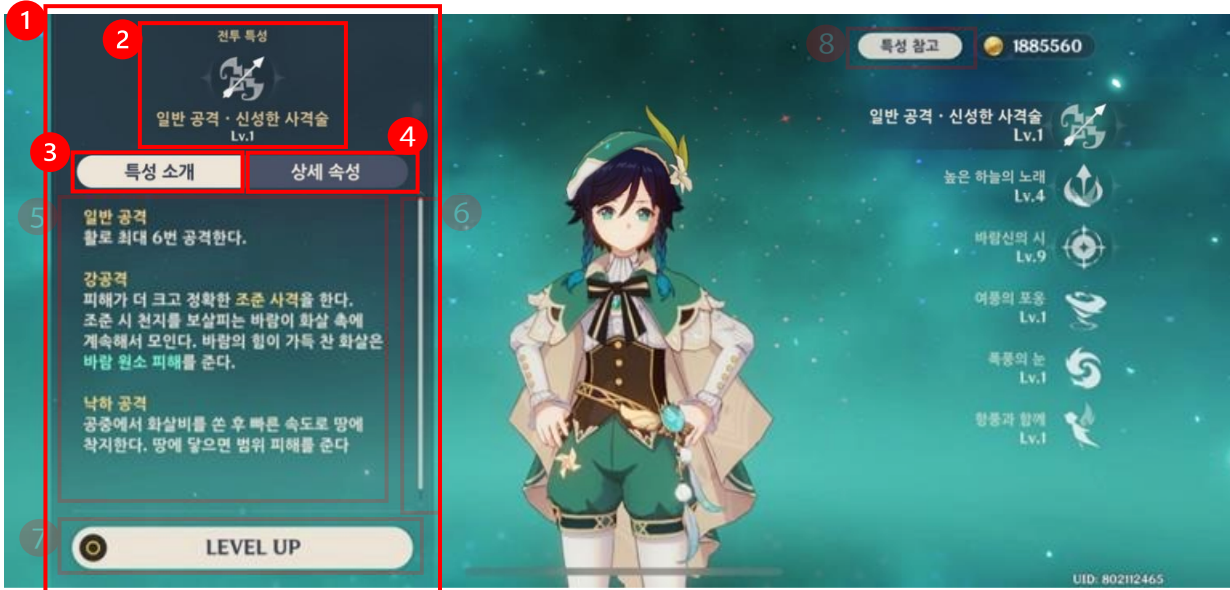 1
2
전투 특성
일반 공격 · 신성한 사격술
Lv.1
3
4
특성 소개
상세 속성
5
6
일반 공격
활로 최대 6번 공격한다.
강공격
피해가 더 크고 정확한 조준 사격을 한다.
조준 시 천지를 보살피는 바람이 화살 촉에
계속해서 모인다. 바람의 힘이 가득 찬 화살은
바람 원소 피해를 준다.
낙하 공격
공중에서 화살비를 쏜 후 빠른 속도로 땅에
착지한다. 땅에 닿으면 범위 피해를 준다
7
LEVEL UP
8
특성 참고
1885560
일반 공격 · 신성한 사격술
Lv.1
높은 하늘의 노래
Lv.4
바람신의 시
Lv.9
여풍의 포옹
Lv.1
폭풍의 눈
Lv.1
항풍과 함께
Lv.1
UID: 802112465